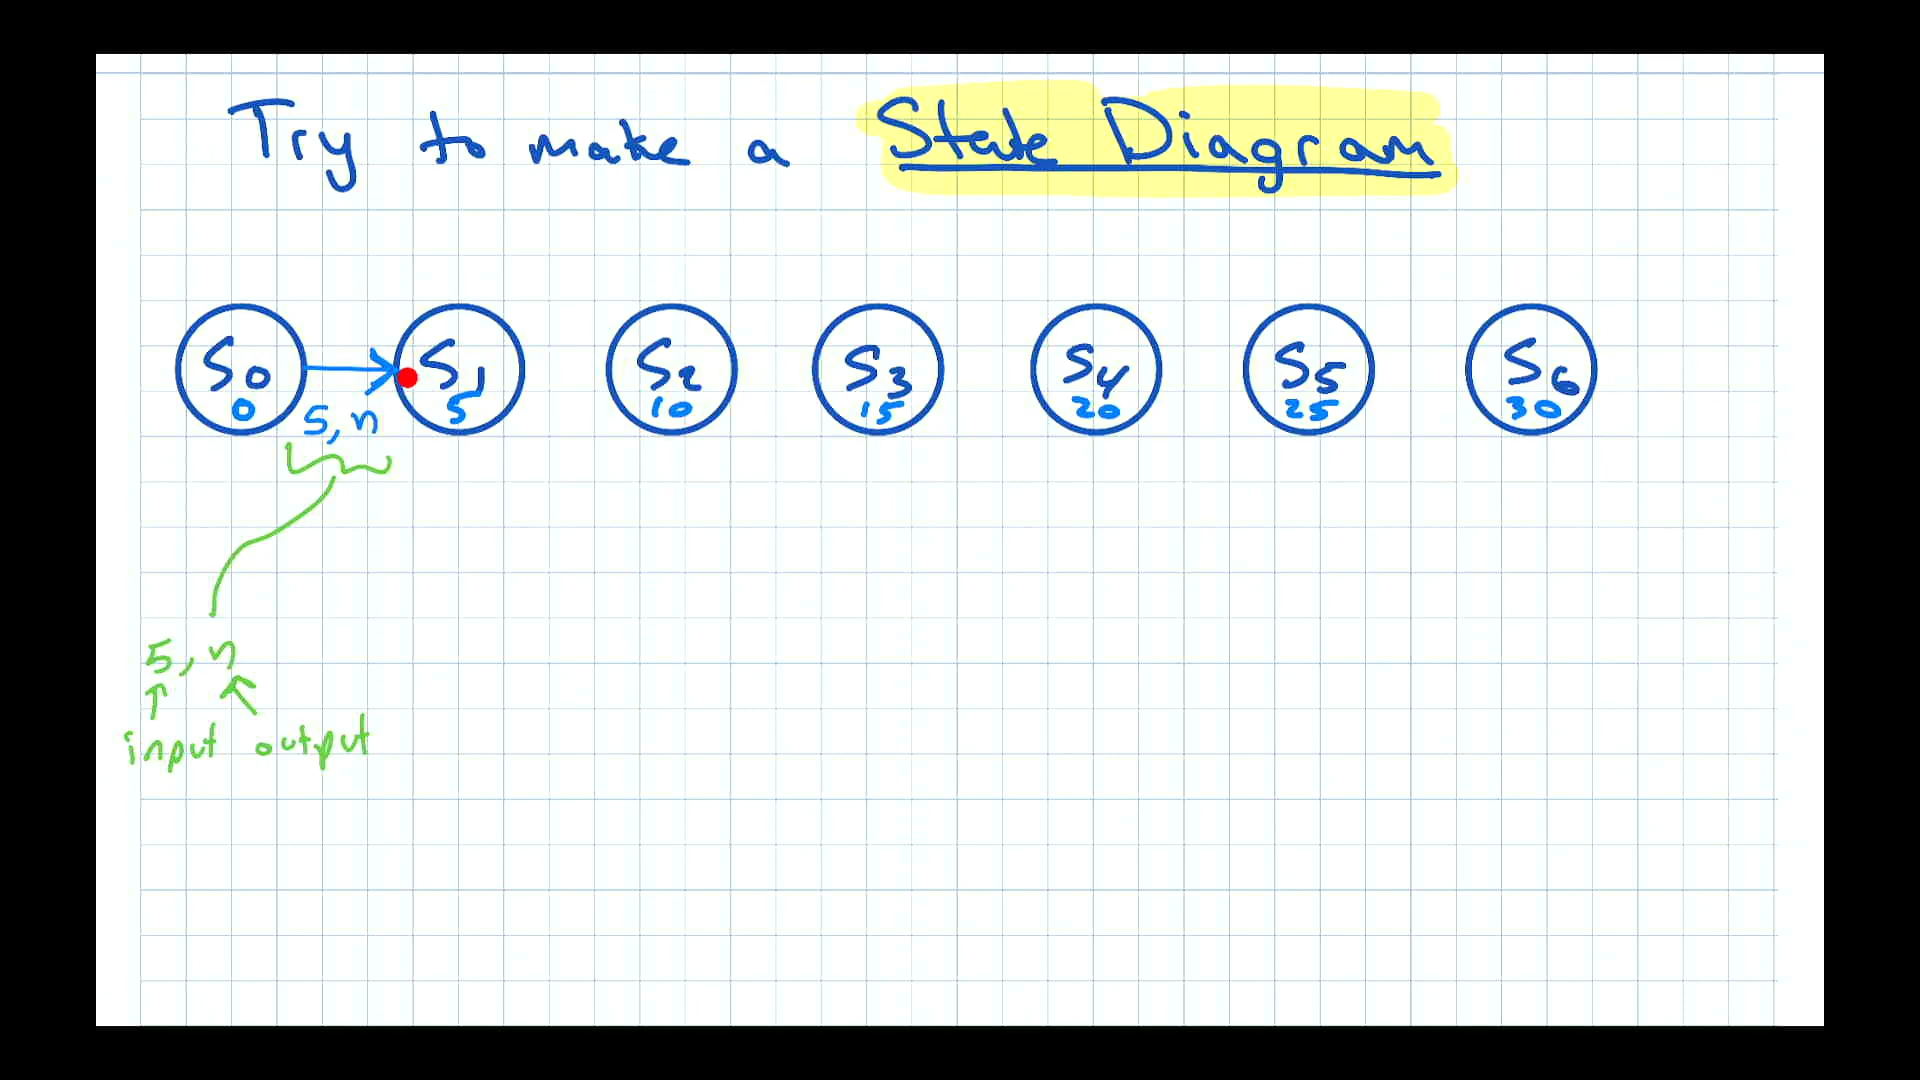 Try to make a State Diagram
S0 S1 S2 S3 S4 S5 S6
0 5 10 15 20 25 30
5, n
5, n
input output